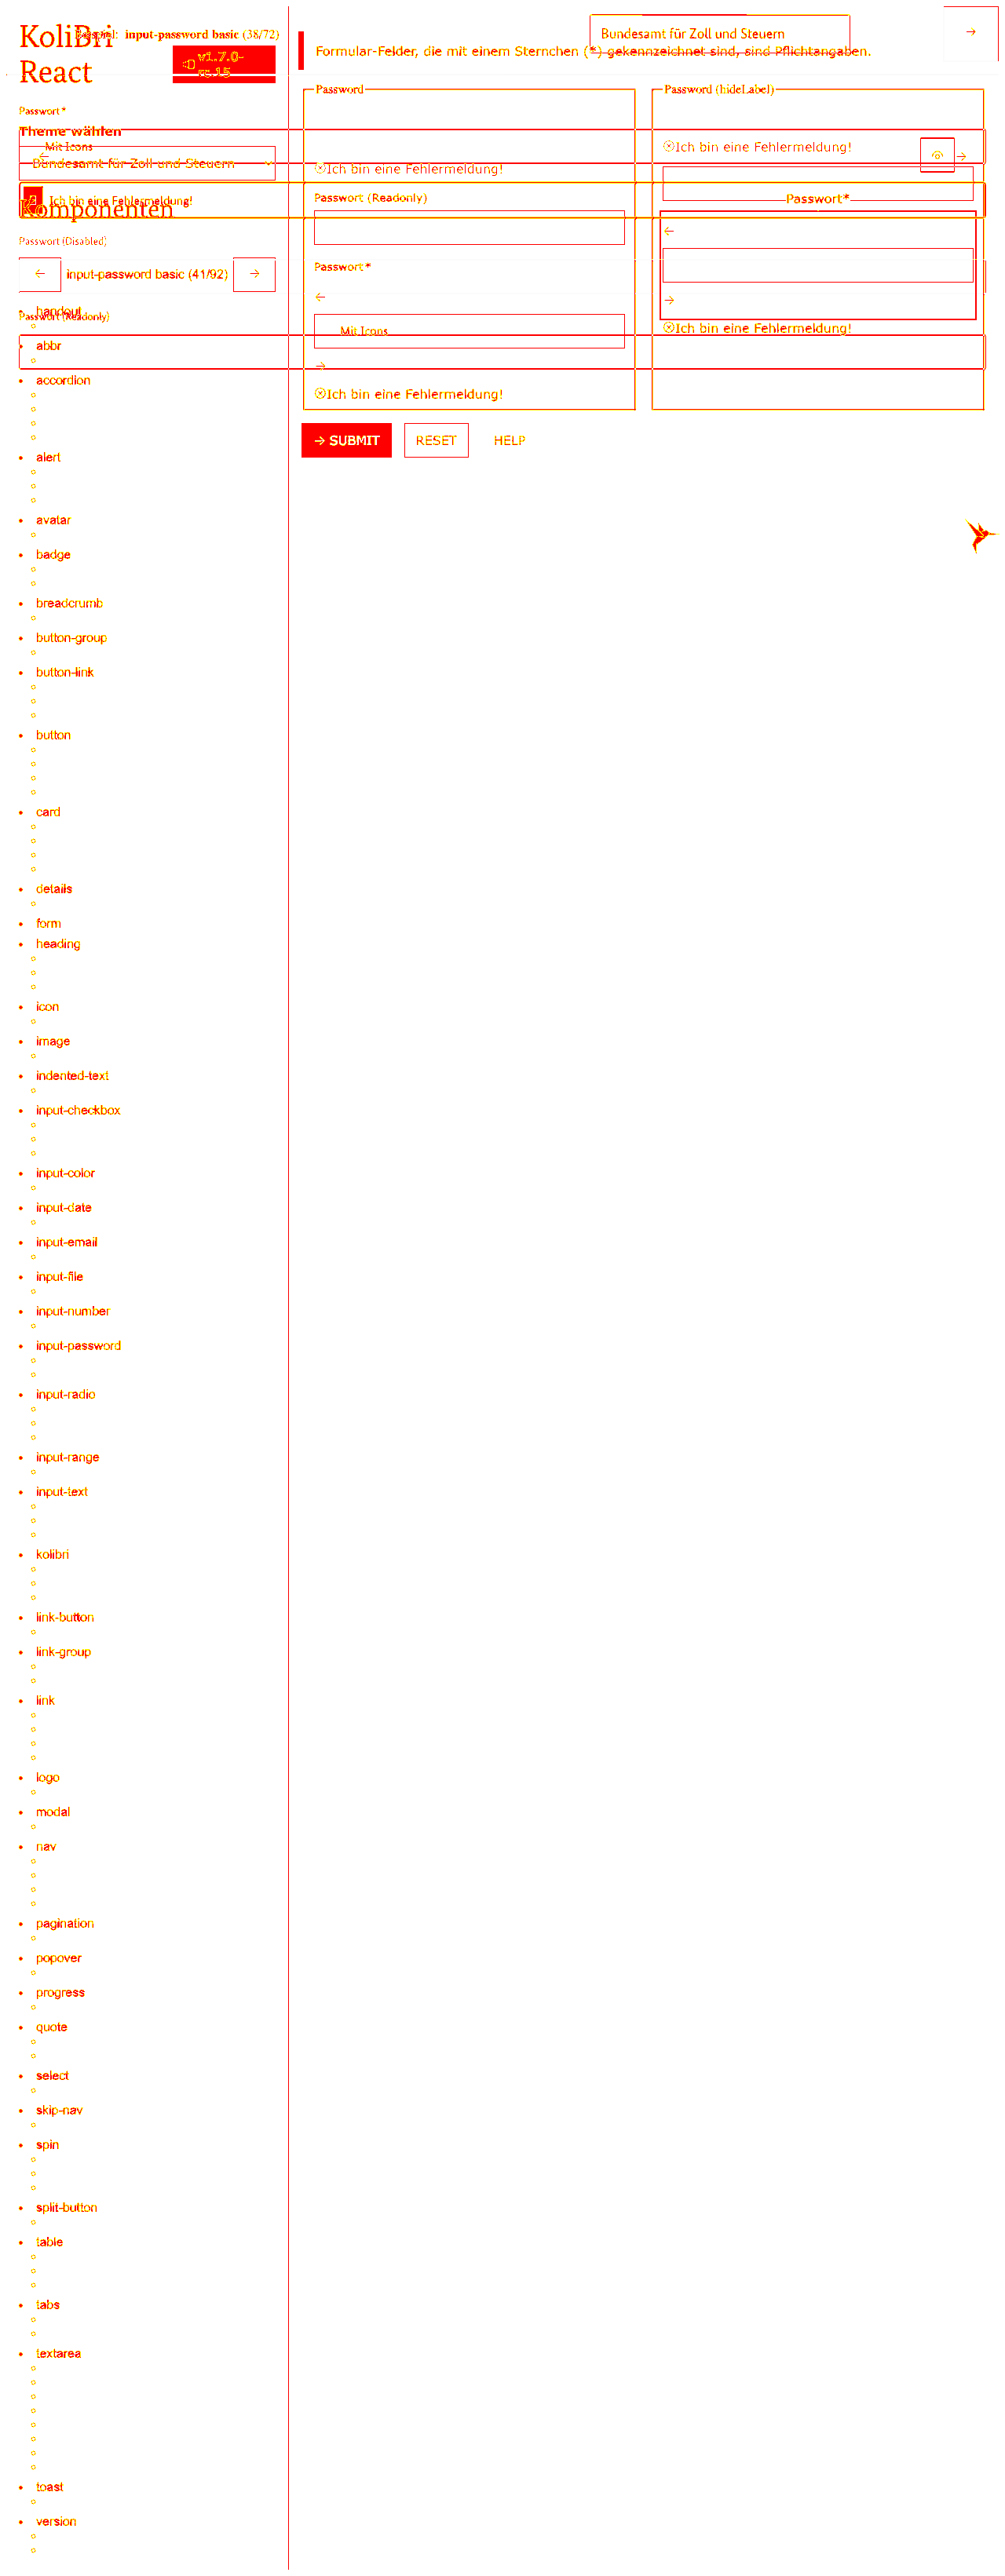 KoliBri
React
Beispiel: input-password basic (38/72)
v1.7.0-
rc.15
Bundesamt für Zoll und Steuern
→
Formular-Felder, die mit einem Sternchen (*) gekennzeichnet sind, sind Pflichtangaben.
Passwort*
Theme wählen
Mit Icons
←
Bundesamt für Zoll und Steuern
Ich bin eine Fehlermeldung!
Komponenten
Passwort (Disabled)
← input-password basic (41/92) →
Passwort (Readonly)
handout
abbr
accordion
alert
avatar
badge
breadcrumb
button-group
button-link
button
card
details
form
heading
icon
image
indented-text
input-checkbox
input-color
input-date
input-email
input-file
input-number
input-password
input-radio
input-range
input-text
kolibri
link-button
link-group
link
logo
modal
nav
pagination
popover
progress
quote
select
skip-nav
spin
split-button
table
tabs
textarea
toast
version
Password
Ich bin eine Fehlermeldung!
Passwort (Readonly)
Passwort*
←
Mit Icons
→
Ich bin eine Fehlermeldung!
Password (hideLabel)
Ich bin eine Fehlermeldung!
→
Passwort*
←
→
Ich bin eine Fehlermeldung!
→ SUBMIT
RESET
HELP